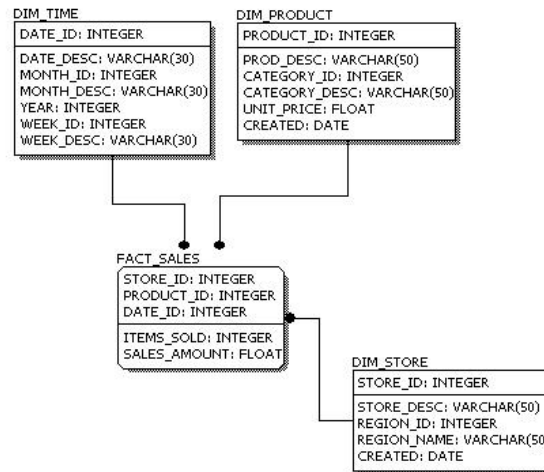 DIM_TIME
DATE_ID: INTEGER
DATE_DESC: VARCHAR(30)
MONTH_ID: INTEGER
MONTH_DESC: VARCHAR(30)
YEAR: INTEGER
WEEK_ID: INTEGER
WEEK_DESC: VARCHAR(30)
DIM_PRODUCT
PRODUCT_ID: INTEGER
PROD_DESC: VARCHAR(50)
CATEGORY_ID: INTEGER
CATEGORY_DESC: VARCHAR(50)
UNIT_PRICE: FLOAT
CREATED: DATE
FACT_SALES
STORE_ID: INTEGER
PRODUCT_ID: INTEGER
DATE_ID: INTEGER
ITEMS_SOLD: INTEGER
SALES_AMOUNT: FLOAT
DIM_STORE
STORE_ID: INTEGER
STORE_DESC: VARCHAR(50)
REGION_ID: INTEGER
REGION_NAME: VARCHAR(50
CREATED: DATE